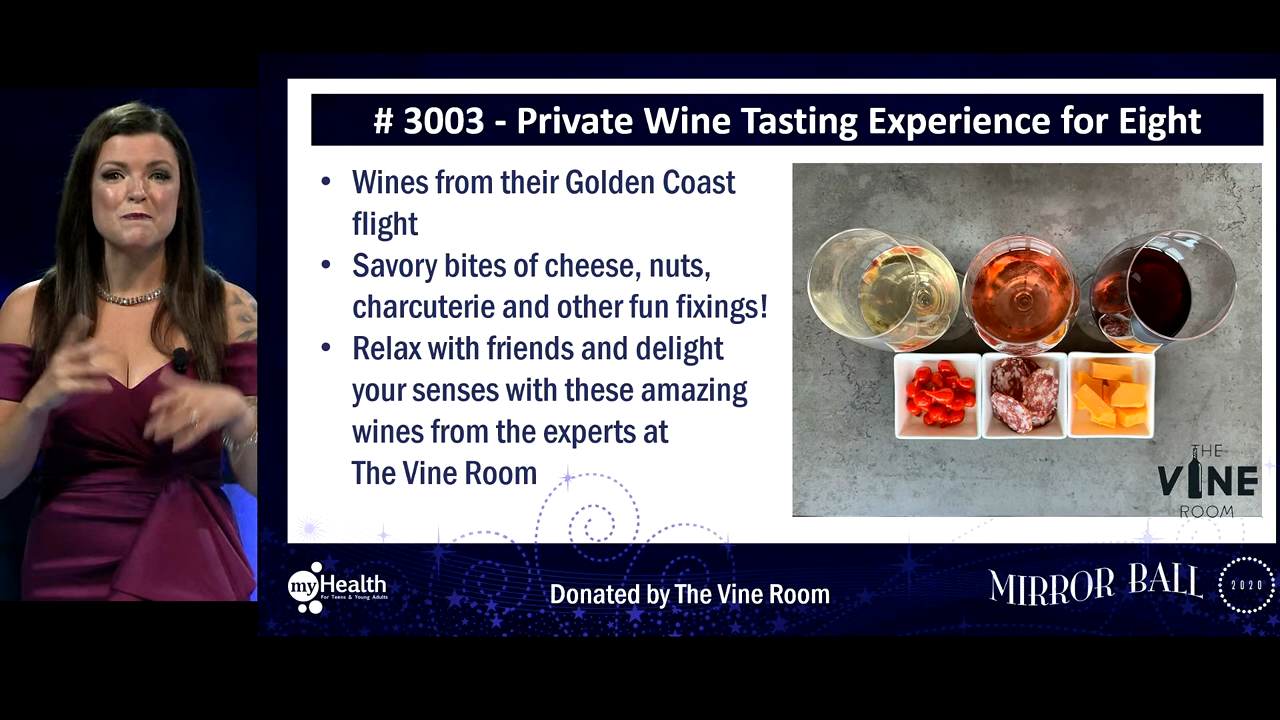 # 3003 - Private Wine Tasting Experience for Eight
• Wines from their Golden Coast
flight
• Savory bites of cheese, nuts,
charcuterie and other fun fixings!
• Relax with friends and delight
your senses with these amazing
wines from the experts at
The Vine Room
THE
VINE
ROOM
myHealth
For Teens & Young Adults
Donated by The Vine Room
MIRROR BALL
2020